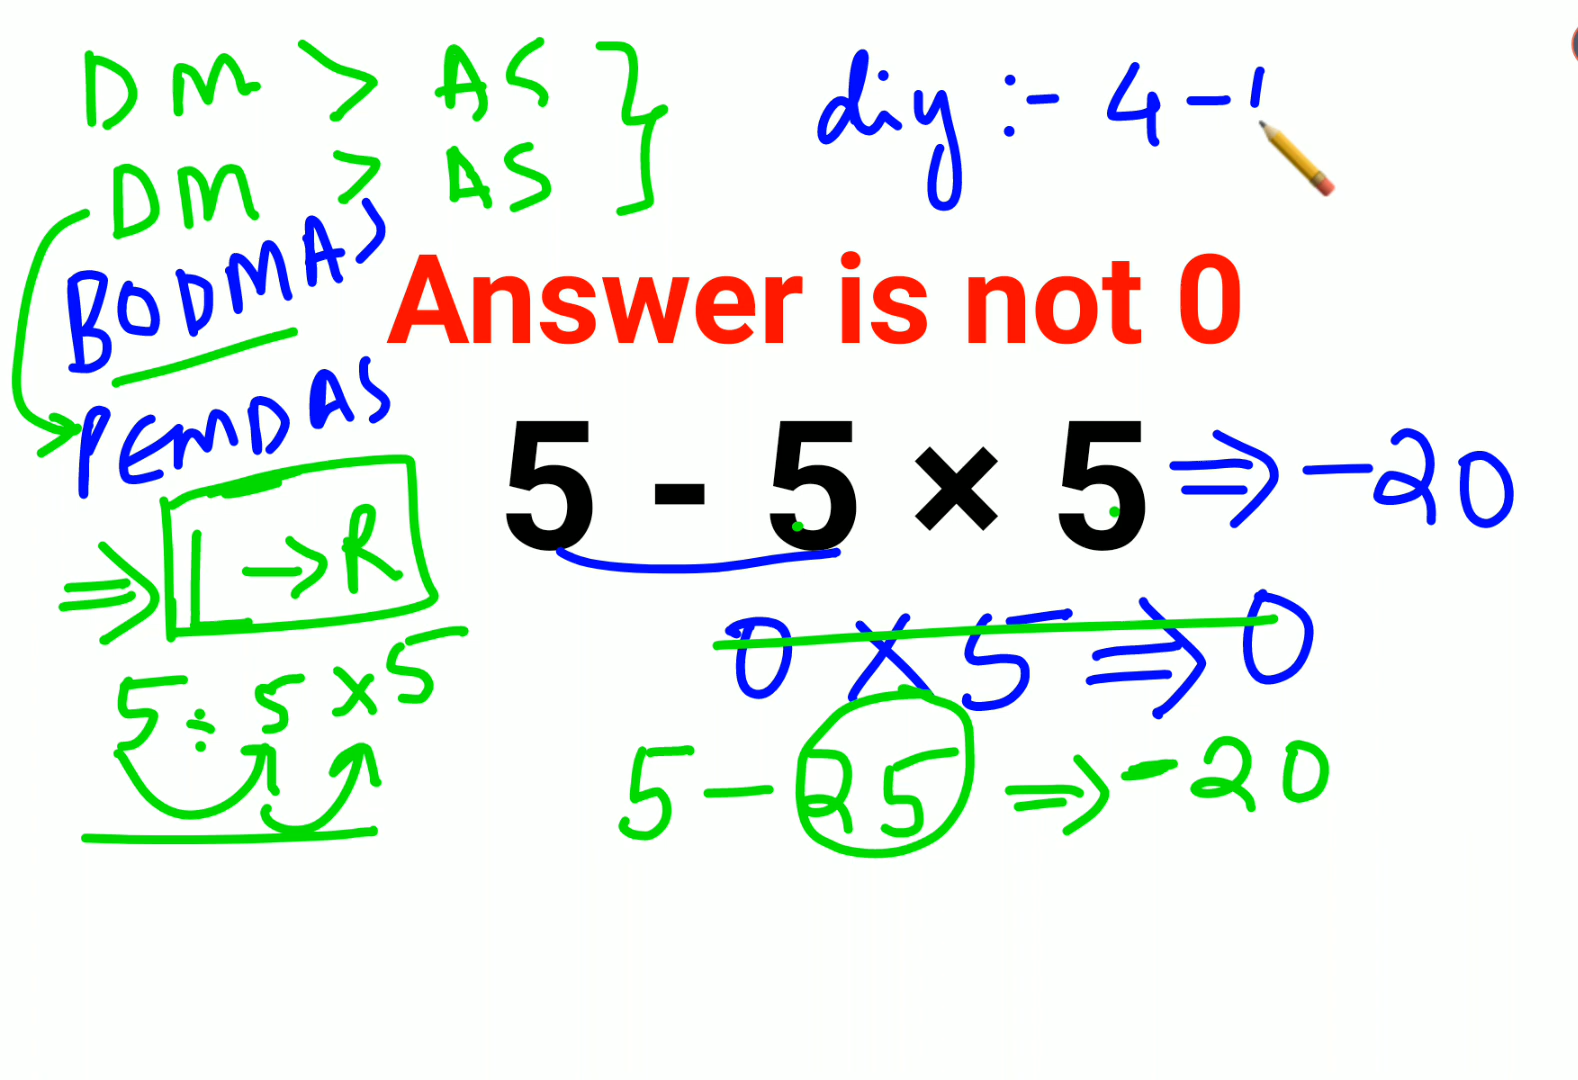 DM > AS
DM > AS
diy :- 4 -
BODMAS
Answer is not 0
PEMDAS
5 - 5 × 5 ⇒ -20
⇒ L → R
0 × 5 ⇒ 0
5 ÷ 5 × 5
5 - 25 ⇒ -20